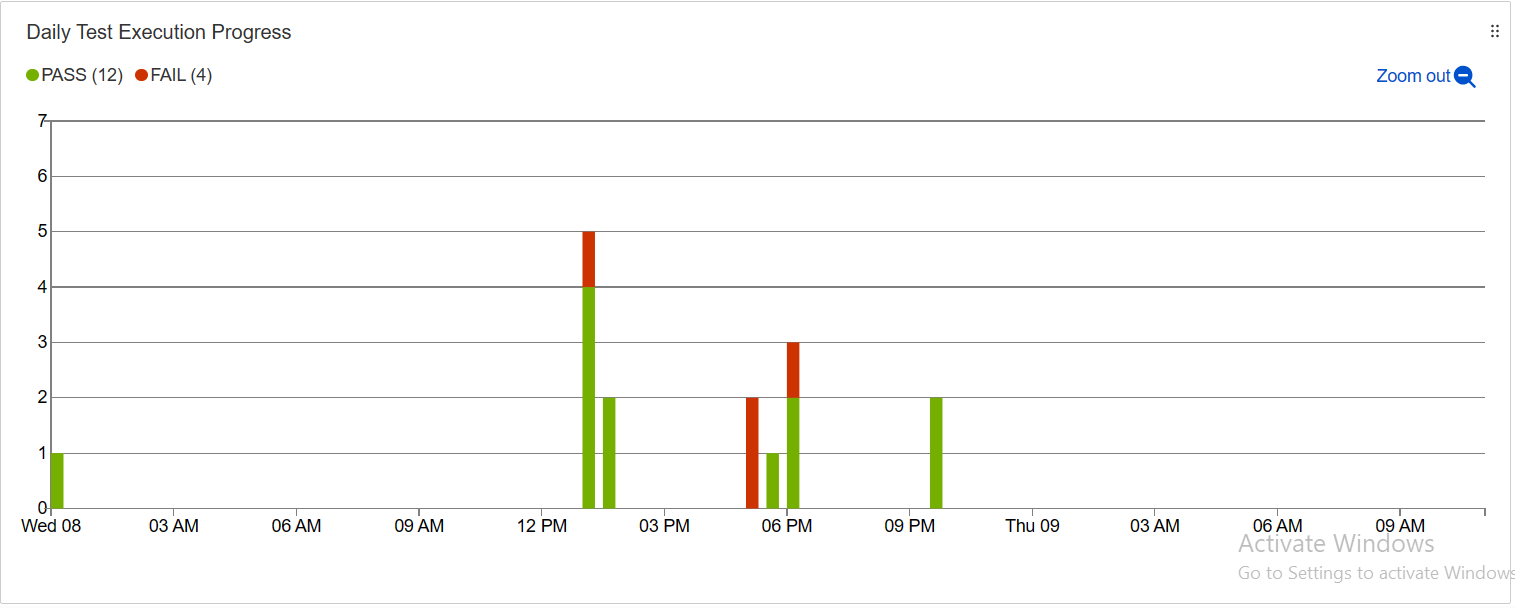 Daily Test Execution Progress
PASS (12) FAIL (4)
Zoom out
7
6
5
4
3
2
1
0
Wed 08 03 AM 06 AM 09 AM 12 PM 03 PM 06 PM 09 PM Thu 09 03 AM 06 AM 09 AM
Activate Windows
Go to Settings to activate Windows